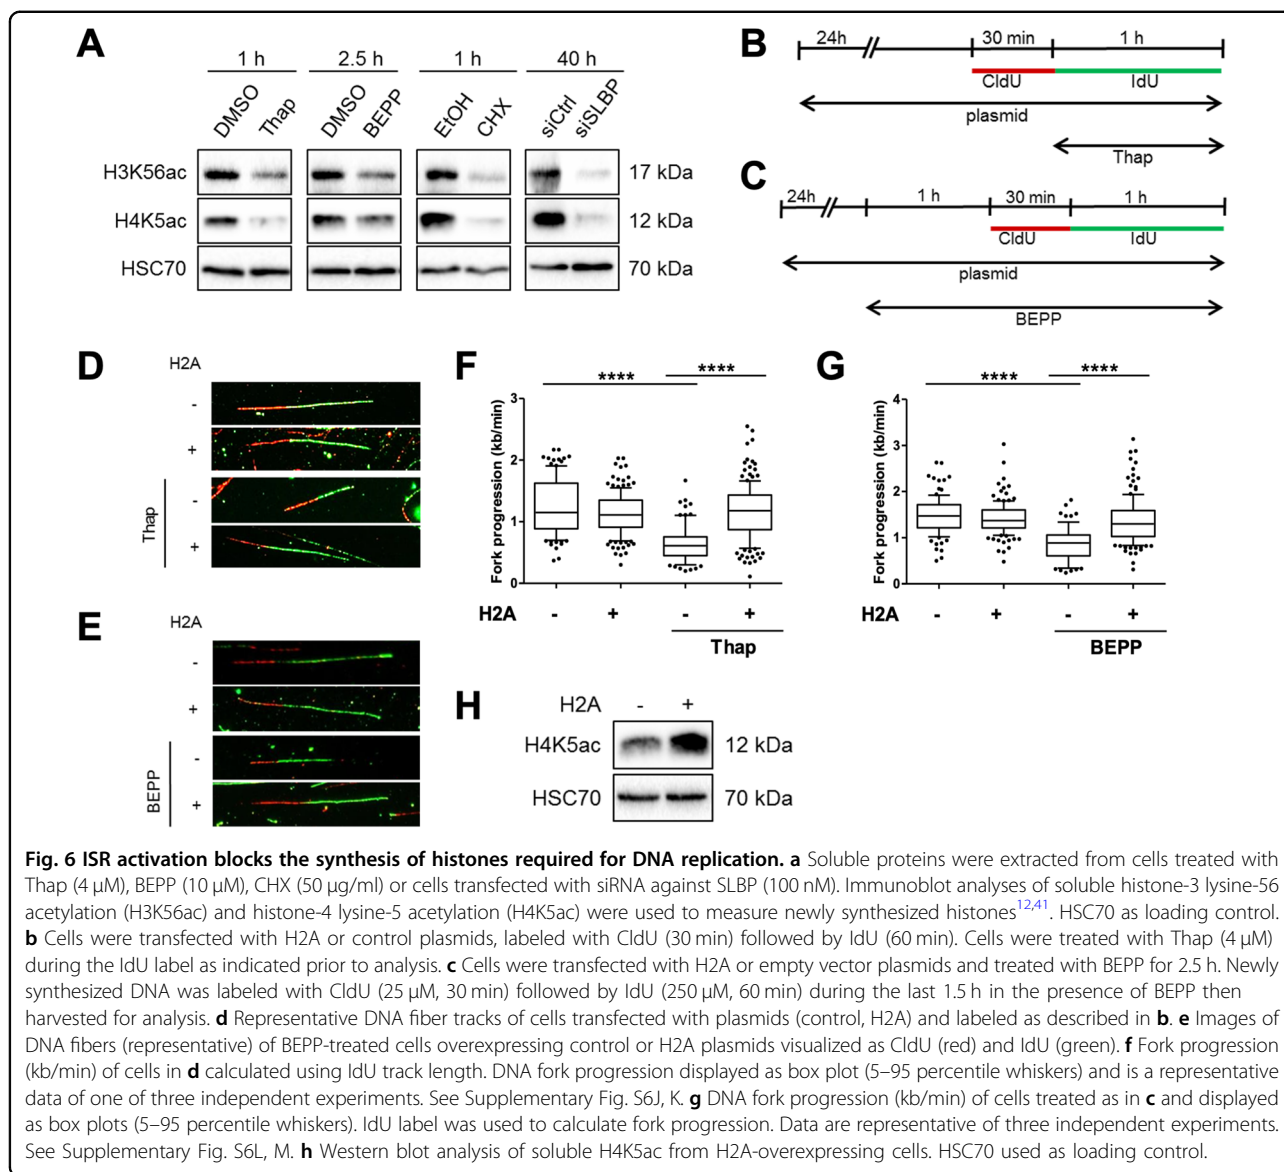 A
1 h 2.5 h 1 h 40 h
DMSO Thap DMSO BEPP EtOH CHX siCtrl siSLBP
H3K56ac 17 kDa
H4K5ac 12 kDa
HSC70 70 kDa
B
24h 30 min 1 h
CldU IdU
plasmid
Thap
C
24h 1 h 30 min 1 h
CldU IdU
plasmid
BEPP
D
H2A
-
+
Thap
-
+
E
H2A
-
+
BEPP
-
+
F
**** ****
Fork progression (kb/min)
3
2
1
0
H2A - + - +
Thap
G
**** ****
Fork progression (kb/min)
4
3
2
1
0
H2A - + - +
BEPP
H
H2A - +
H4K5ac 12 kDa
HSC70 70 kDa
Fig. 6 ISR activation blocks the synthesis of histones required for DNA replication. a Soluble proteins were extracted from cells treated with
Thap (4 µM), BEPP (10 µM), CHX (50 µg/ml) or cells transfected with siRNA against SLBP (100 nM). Immunoblot analyses of soluble histone-3 lysine-56
acetylation (H3K56ac) and histone-4 lysine-5 acetylation (H4K5ac) were used to measure newly synthesized histones12,41. HSC70 as loading control.
b Cells were transfected with H2A or control plasmids, labeled with CldU (30 min) followed by IdU (60 min). Cells were treated with Thap (4 µM)
during the IdU label as indicated prior to analysis. c Cells were transfected with H2A or empty vector plasmids and treated with BEPP for 2.5 h. Newly
synthesized DNA was labeled with CldU (25 µM, 30 min) followed by IdU (250 µM, 60 min) during the last 1.5 h in the presence of BEPP then
harvested for analysis. d Representative DNA fiber tracks of cells transfected with plasmids (control, H2A) and labeled as described in b. e Images of
DNA fibers (representative) of BEPP-treated cells overexpressing control or H2A plasmids visualized as CldU (red) and IdU (green). f Fork progression
(kb/min) of cells in d calculated using IdU track length. DNA fork progression displayed as box plot (5–95 percentile whiskers) and is a representative
data of one of three independent experiments. See Supplementary Fig. S6J, K. g DNA fork progression (kb/min) of cells treated as in c and displayed
as box plots (5–95 percentile whiskers). IdU label was used to calculate fork progression. Data are representative of three independent experiments.
See Supplementary Fig. S6L, M. h Western blot analysis of soluble H4K5ac from H2A-overexpressing cells. HSC70 used as loading control.